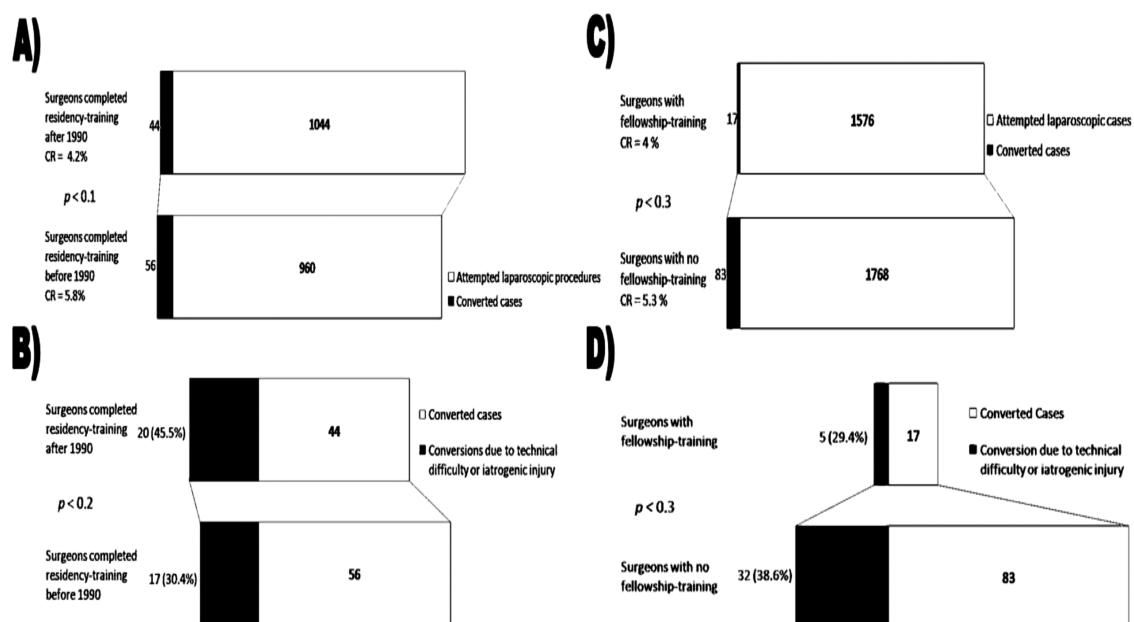 A)
Surgeons completed
residency-training
after 1990
CR = 4.2%
44
1044
p < 0.1
Surgeons completed
residency-training
before 1990
CR = 5.8%
56
960
Attempted laparoscopic procedures
Converted cases
B)
Surgeons completed
residency-training
after 1990
20 (45.5%)
44
Converted cases
Conversions due to technical
difficulty or iatrogenic injury
p < 0.2
Surgeons completed
residency-training
before 1990
17 (30.4%)
56
C)
Surgeons with
fellowship-training
CR = 4 %
17
1576
Attempted laparoscopic cases
Converted cases
p < 0.3
Surgeons with no
fellowship-training
CR = 5.3 %
83
1768
D)
Surgeons with
fellowship-training
5 (29.4%)
17
Converted Cases
Conversion due to technical
difficulty or iatrogenic injury
p < 0.3
Surgeons with no
fellowship-training
32 (38.6%)
83